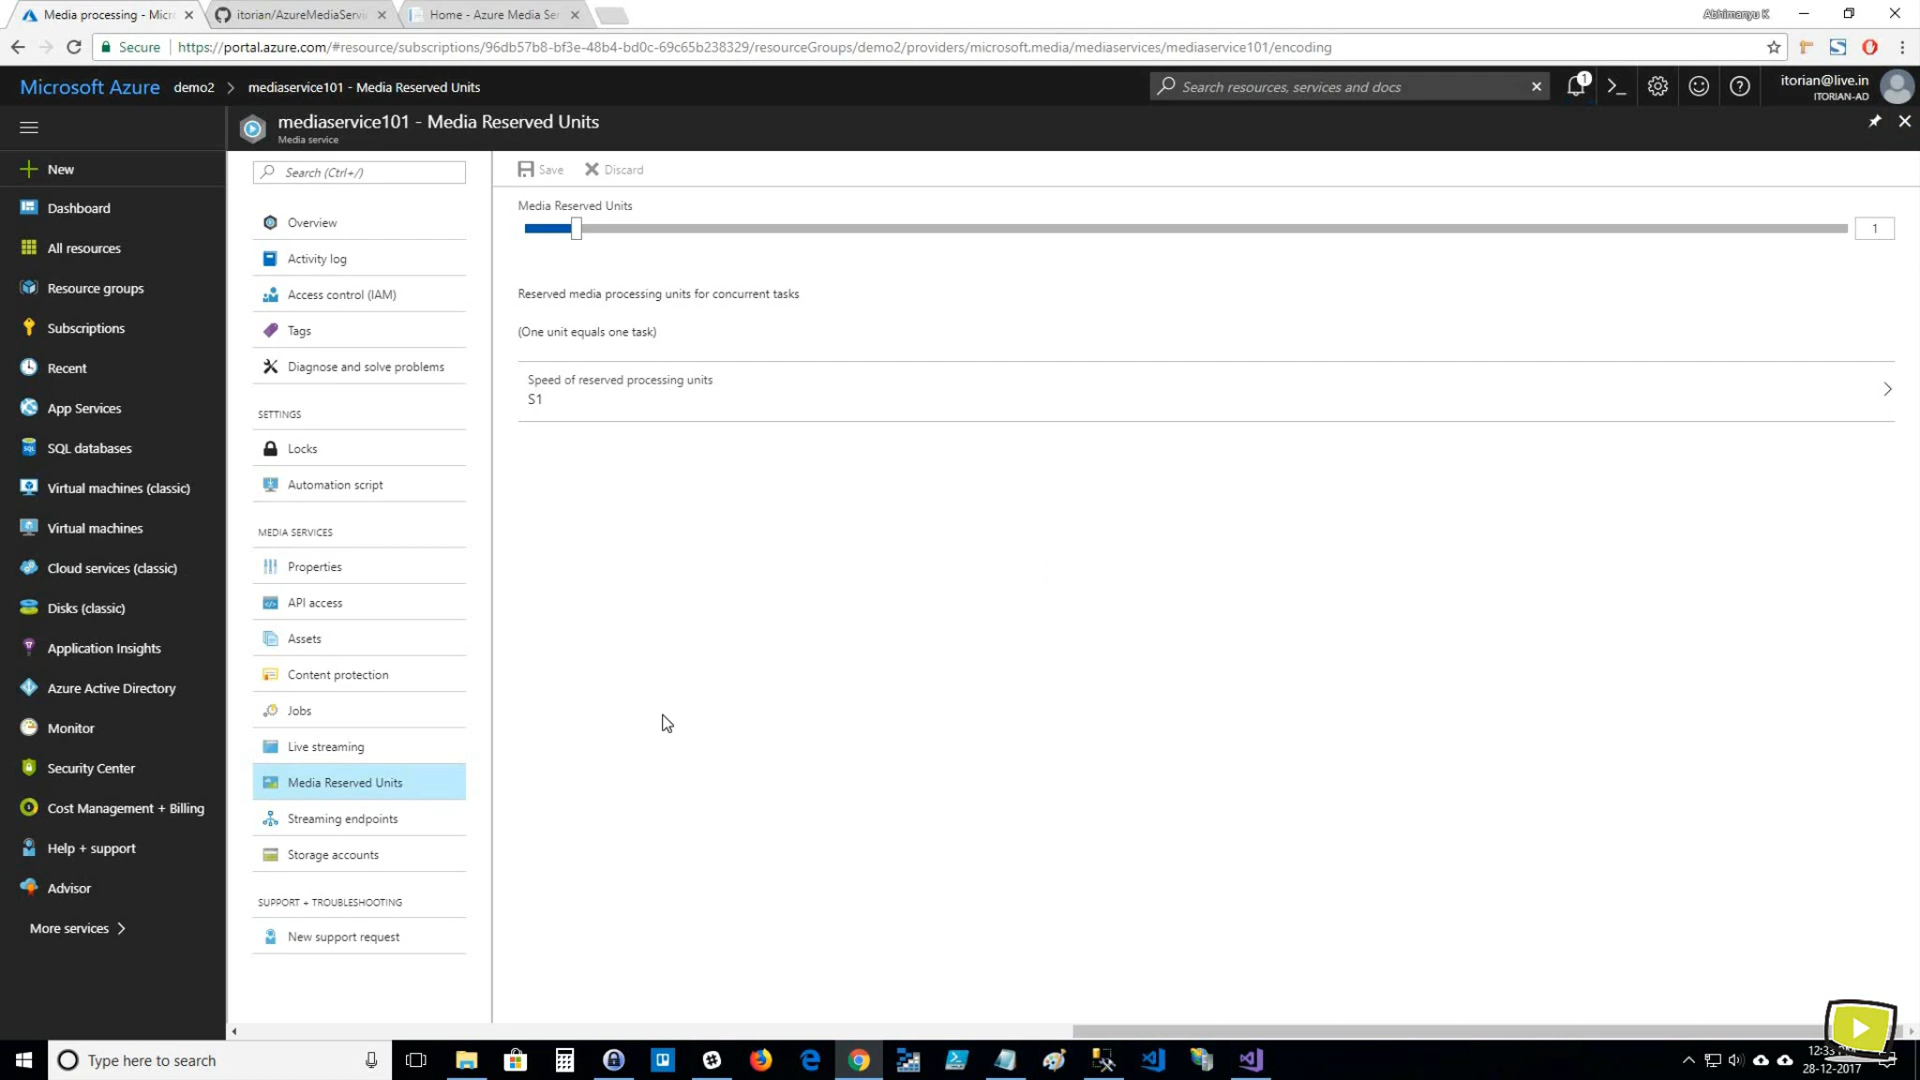 Media processing - Micr
itorian/AzureMediaServi
Home - Azure Media Ser
Abhimanyu K
Secure
https://portal.azure.com/#resource/subscriptions/96db57b8-bf3e-48b4-bd0c-69c65b238329/resourceGroups/demo2/providers/microsoft.media/mediaservices/mediaservice101/encoding
Microsoft Azure demo2 > mediaservice101 - Media Reserved Units
Search resources, services and docs
1
itorian@live.in
ITORIAN-AD
mediaservice101 - Media Reserved Units
Media service
New
Dashboard
All resources
Resource groups
Subscriptions
Recent
App Services
SQL databases
Virtual machines (classic)
Virtual machines
Cloud services (classic)
Disks (classic)
Application Insights
Azure Active Directory
Monitor
Security Center
Cost Management + Billing
Help + support
Advisor
More services
Search (Ctrl+/)
Overview
Activity log
Access control (IAM)
Tags
Diagnose and solve problems
SETTINGS
Locks
Automation script
MEDIA SERVICES
Properties
API access
Assets
Content protection
Jobs
Live streaming
Media Reserved Units
Streaming endpoints
Storage accounts
SUPPORT + TROUBLESHOOTING
New support request
Save Discard
Media Reserved Units
1
Reserved media processing units for concurrent tasks
(One unit equals one task)
Speed of reserved processing units
S1
Type here to search
28-12-2017